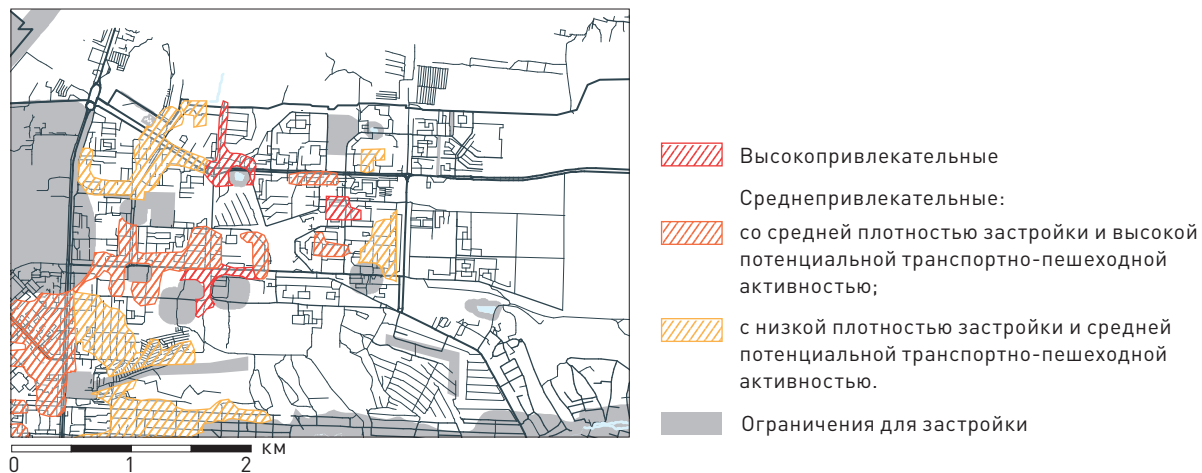 Высокопривлекательные
Среднепривлекательные:
со средней плотностью застройки и высокой
потенциальной транспортно-пешеходной
активностью;
с низкой плотностью застройки и средней
потенциальной транспортно-пешеходной
активностью.
Ограничения для застройки
км
0 1 2